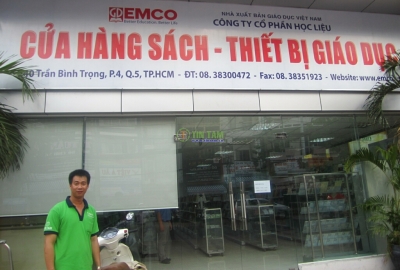 EMCO
NHÀ XUẤT BẢN GIÁO DỤC VIỆT NAM
CÔNG TY CỔ PHẦN HỌC LIỆU
CỬA HÀNG SÁCH - THIẾT BỊ GIÁO DỤC
Trần Bình Trọng, P.4, Q.5, TP.HCM - ĐT: 08. 38300472 - Fax: 08. 38351923 - Website: www.em
TIN TAM